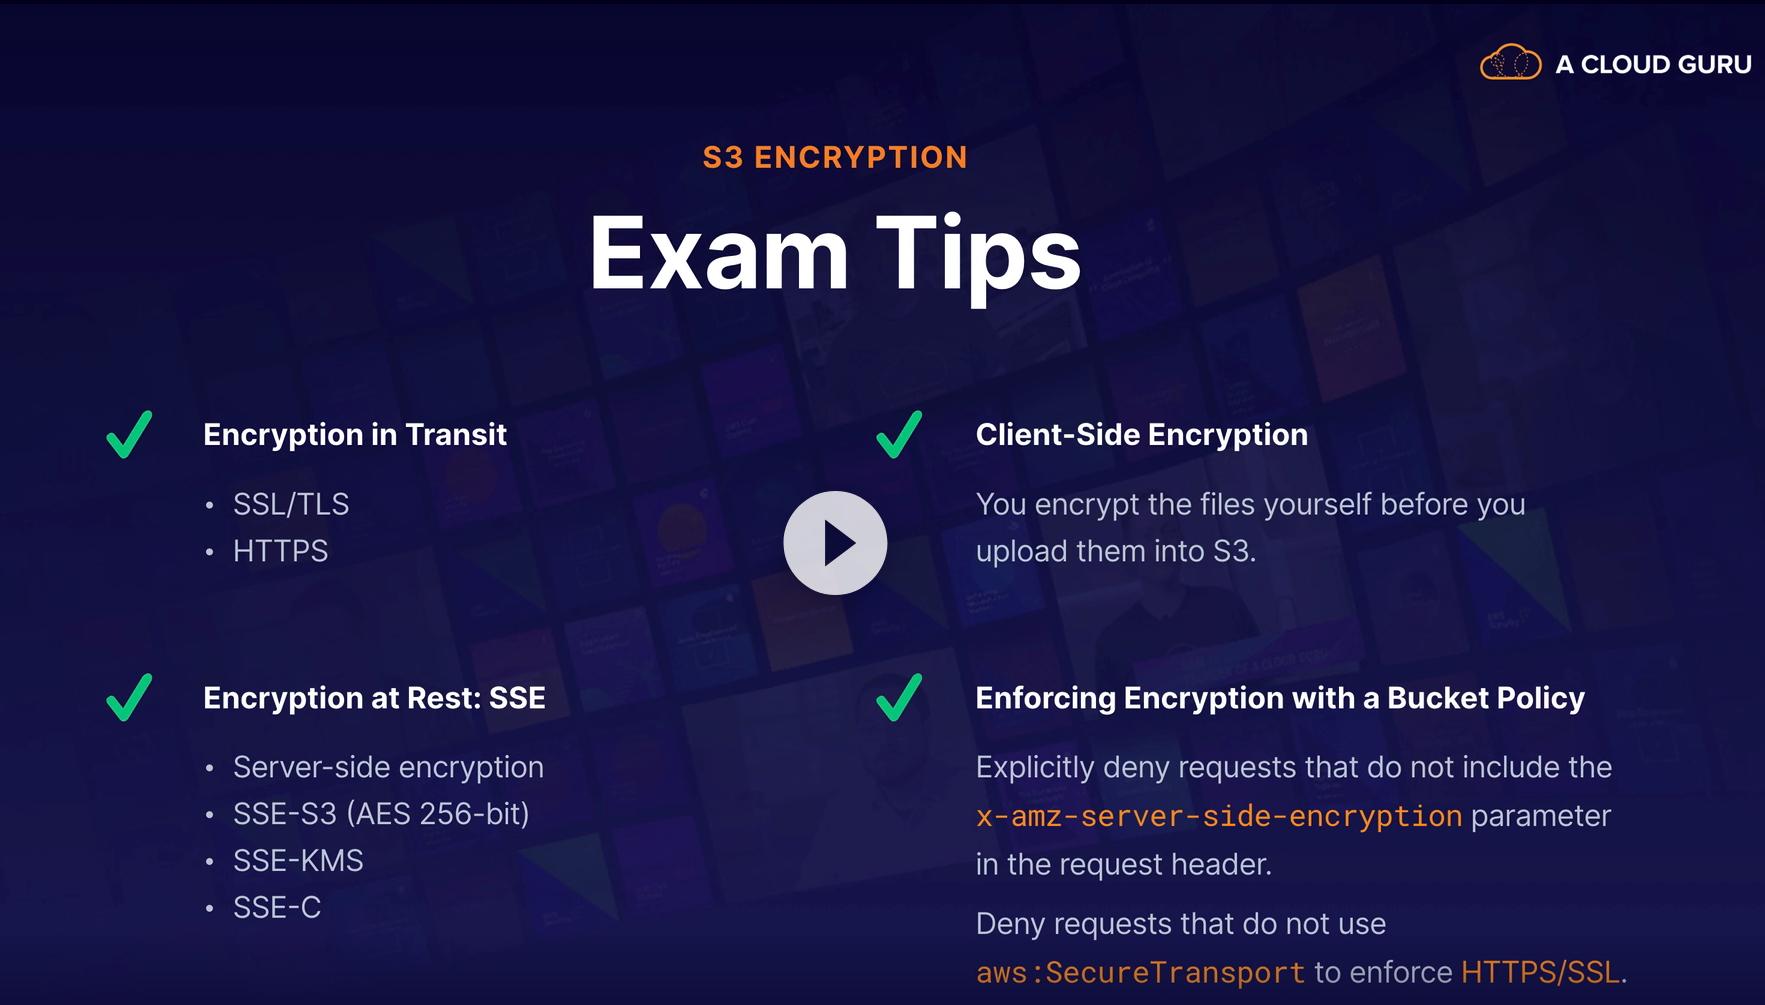 A CLOUD GURU
S3 ENCRYPTION
Exam Tips
Encryption in Transit
• SSL/TLS
• HTTPS
Client-Side Encryption
You encrypt the files yourself before you
upload them into S3.
Encryption at Rest: SSE
• Server-side encryption
• SSE-S3 (AES 256-bit)
• SSE-KMS
• SSE-C
Enforcing Encryption with a Bucket Policy
Explicitly deny requests that do not include the
x-amz-server-side-encryption parameter
in the request header.
Deny requests that do not use
aws:SecureTransport to enforce HTTPS/SSL.